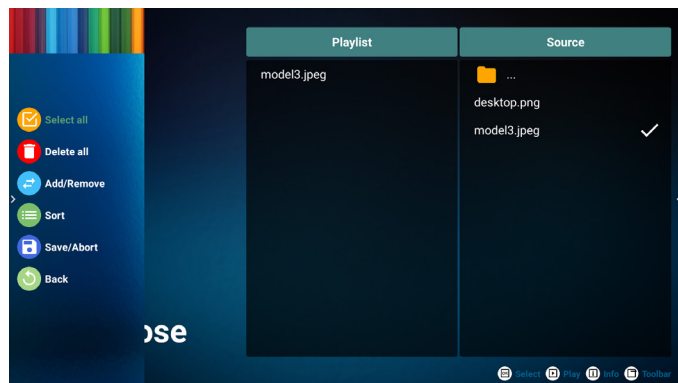 Playlist
Source
model3.jpeg
...
desktop.png
model3.jpeg
Select all
Delete all
Add/Remove
Sort
Save/Abort
Back
ose
Select Play Info Toolbar